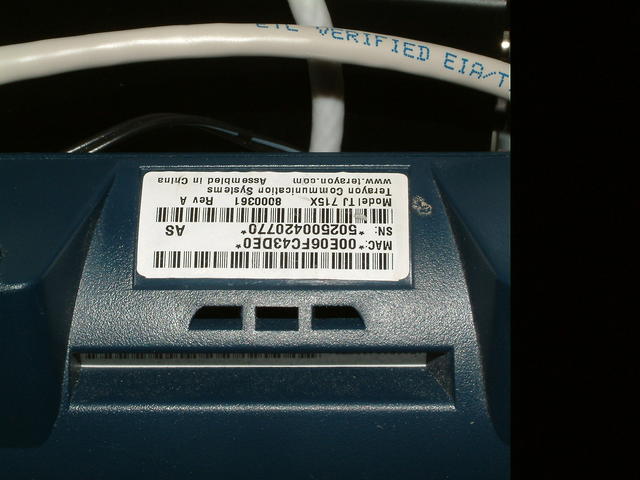 ETL VERIFIED EIA/T
MAC:*00E06FC43DE0*
SN: *502500420770* AS
Model TJ 715X 8000361 Rev A
Terayon Communication Systems
www.terayon.com Assembled in China